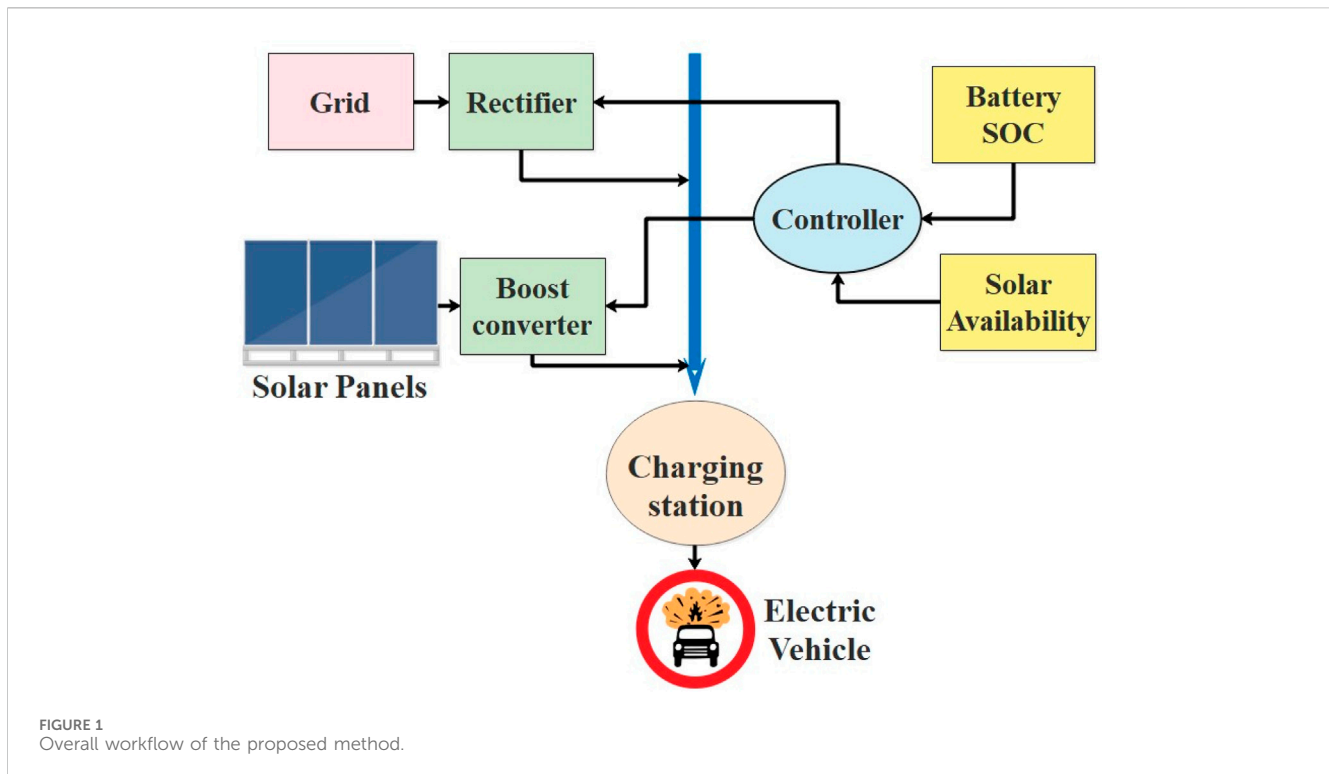 Grid
Rectifier
Battery
SOC
Controller
Boost
converter
Solar
Availability
Solar Panels
Charging
station
Electric
Vehicle
FIGURE 1
Overall workflow of the proposed method.